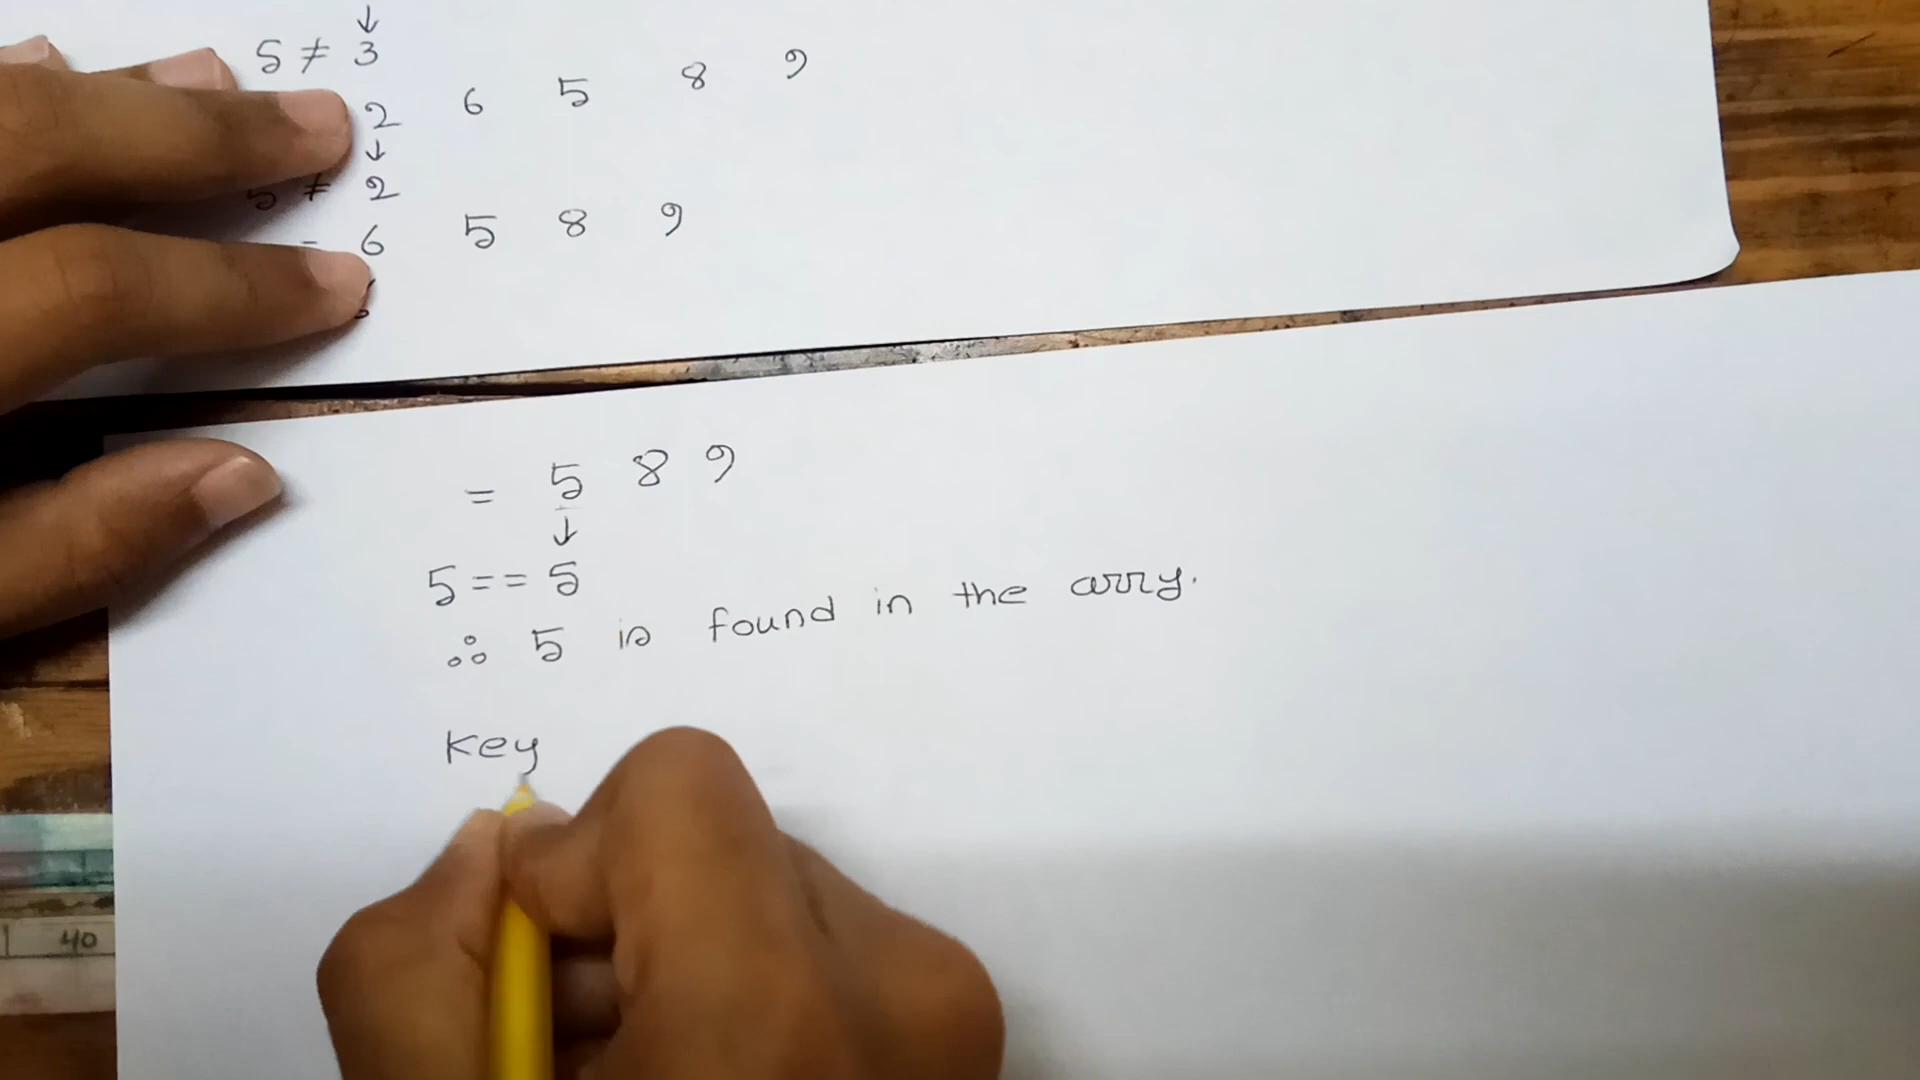 ↓
5 ≠ 3
2 6 5 8 9
↓
5 ≠ 2
= 6 5 8 9
= 5 8 9
↓
5 == 5
∴ 5 is found in the arry.
Key
40